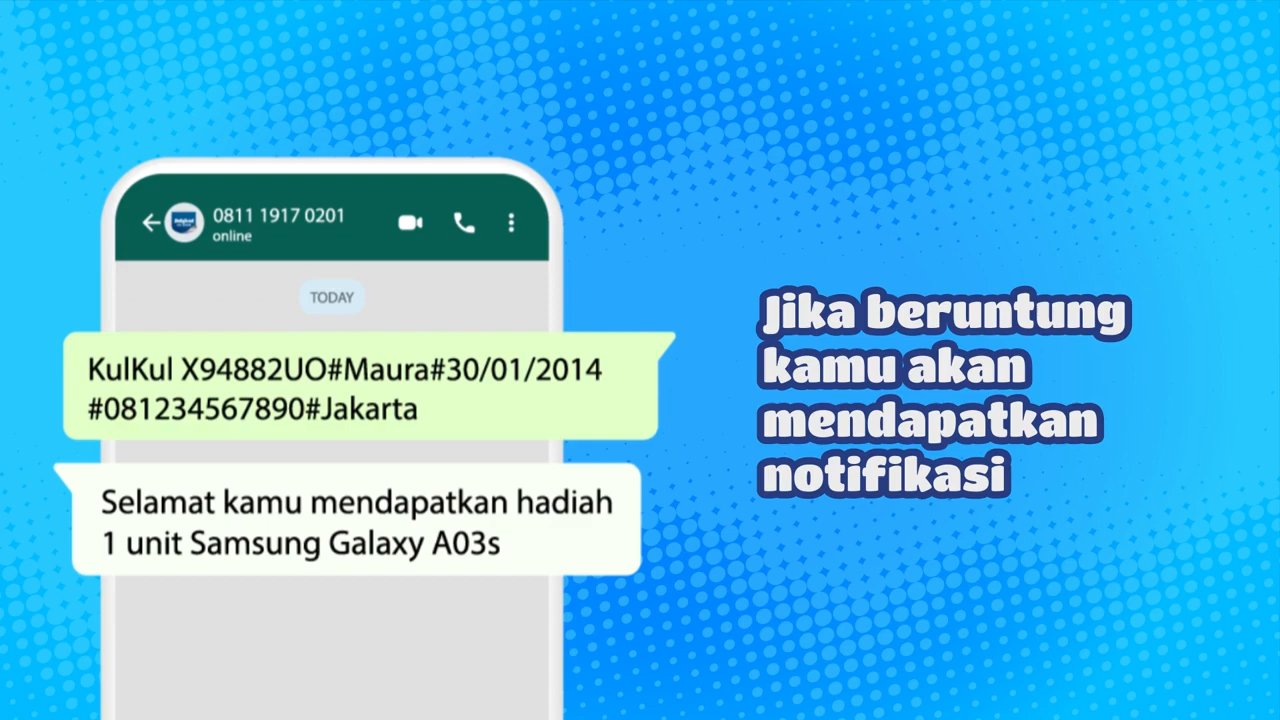 0811 1917 0201
online
TODAY
KulKul X94882UO#Maura#30/01/2014
#081234567890#Jakarta
Selamat kamu mendapatkan hadiah
1 unit Samsung Galaxy A03s
Jika beruntung
kamu akan
mendapatkan
notifikasi